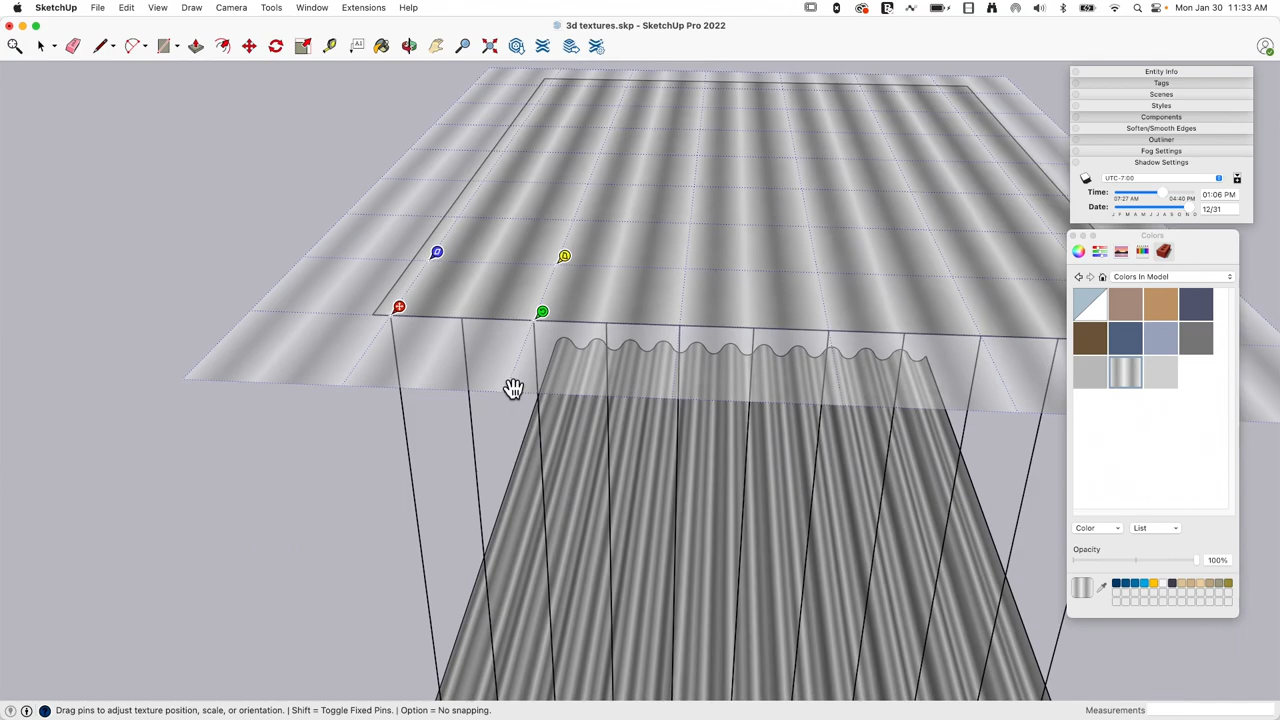 SketchUp File Edit View Draw Camera Tools Window Extensions Help Mon Jan 30 11:33 AM
3d textures.skp - SketchUp Pro 2022
Entity Info
Tags
Scenes
Styles
Components
Soften/Smooth Edges
Outliner
Fog Settings
Shadow Settings
UTC-7:00
Time: 01:06 PM
07:27 AM 04:40 PM
Date: 12/31
J F M A M J J A S O N D
Colors
Colors In Model
Color List
Opacity
100%
Drag pins to adjust texture position, scale, or orientation. | Shift = Toggle Fixed Pins. | Option = No snapping.
Measurements